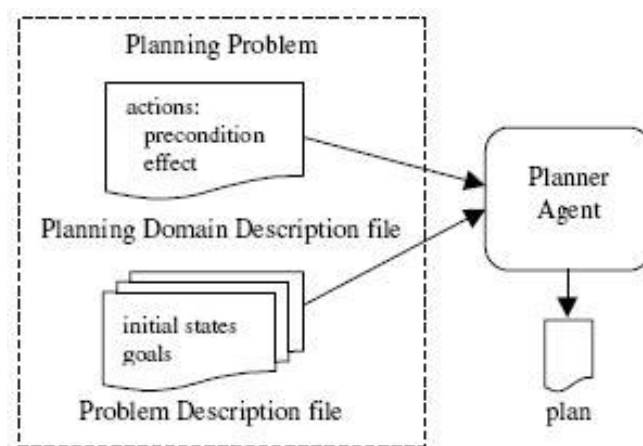 Planning Problem
actions:
precondition
effect
Planning Domain Description file
initial states
goals
Problem Description file
Planner
Agent
plan